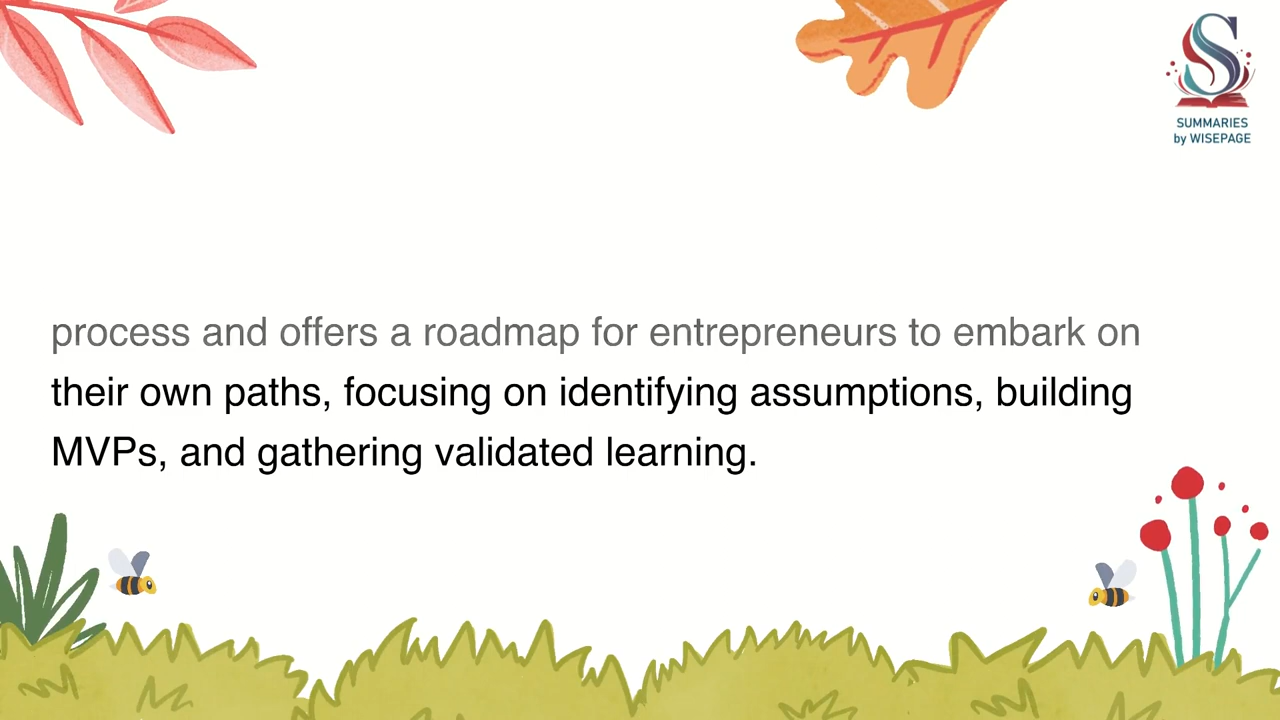 SUMMARIES
by WISEPAGE
process and offers a roadmap for entrepreneurs to embark on
their own paths, focusing on identifying assumptions, building
MVPs, and gathering validated learning.